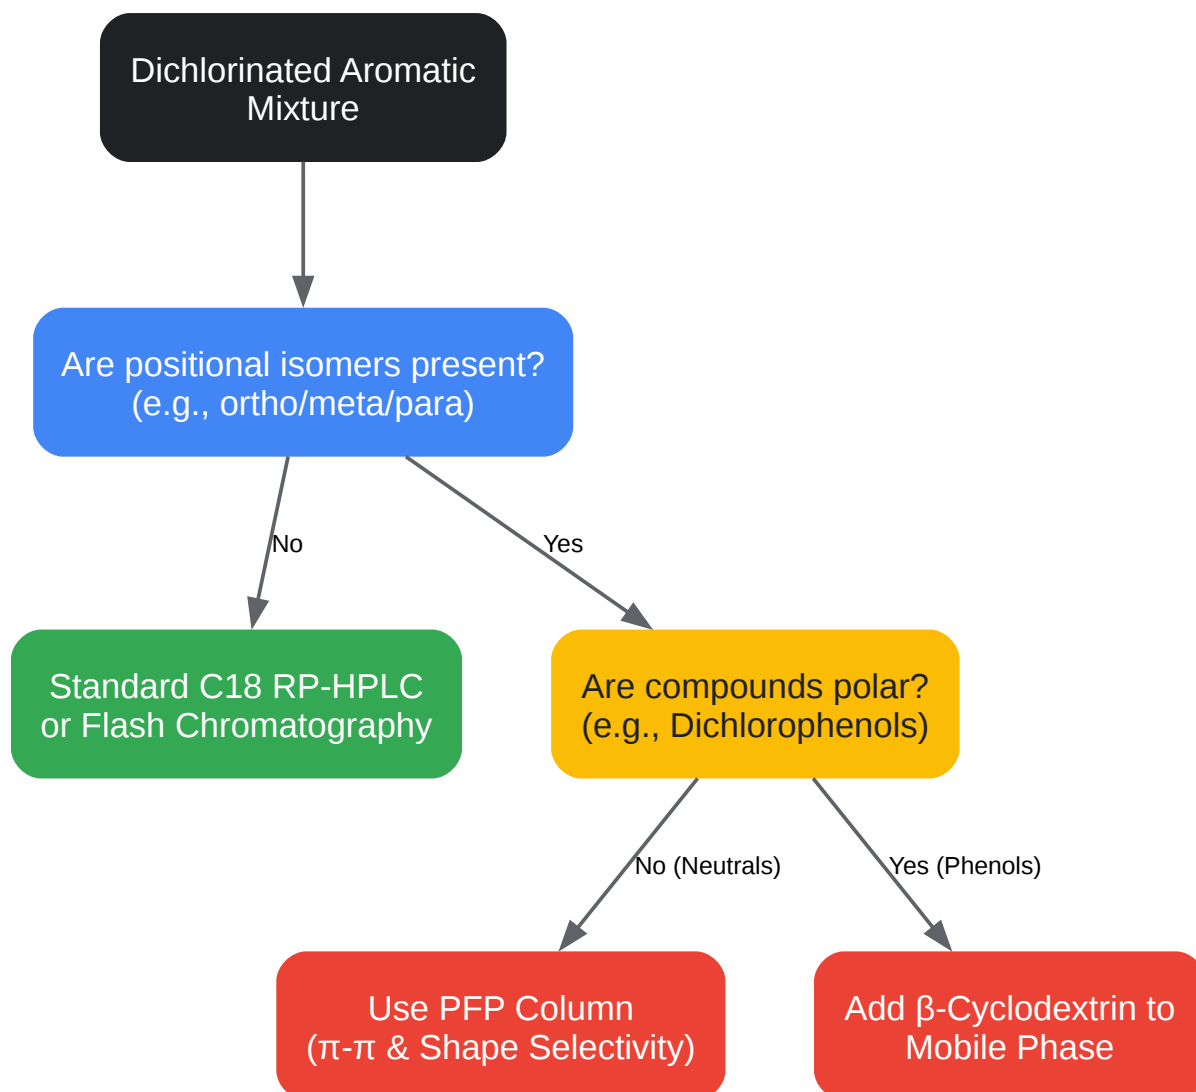 Dichlorinated Aromatic
Mixture
Are positional isomers present?
(e.g., ortho/meta/para)
No
Yes
Standard C18 RP-HPLC
or Flash Chromatography
Are compounds polar?
(e.g., Dichlorophenols)
No (Neutrals)
Yes (Phenols)
Use PFP Column
(π-π & Shape Selectivity)
Add β-Cyclodextrin to
Mobile Phase